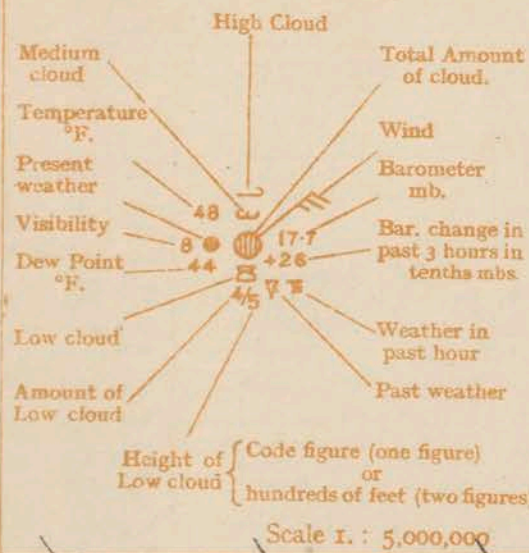 High Cloud
Medium
cloud
Total Amount
of cloud.
Temperature
°F.
Wind
Present
weather
Barometer
mb.
48
Visibility
8
17.7
Bar. change in
past 3 hours in
tenths mbs.
Dew Point
°F.
44
+26
4/5
Low cloud
Weather in
past hour
Amount of
Low cloud
Past weather
Height of
Low cloud
Code figure (one figure)
or
hundreds of feet (two figures
Scale 1. : 5,000,000